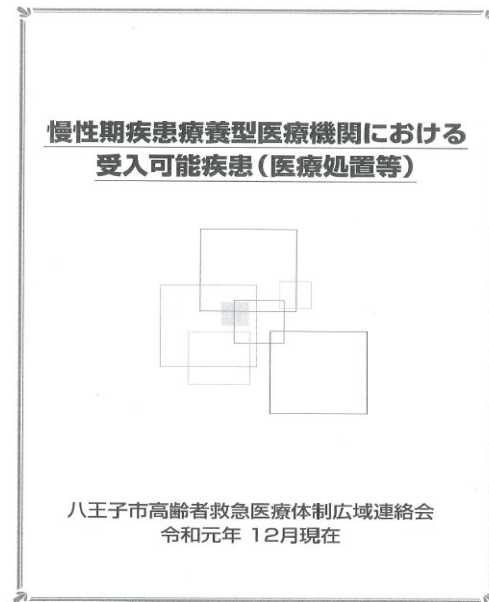 慢性期疾患療養型医療機関における
受入可能疾患（医療処置等）
八王子市高齢者救急医療体制広域連絡会
令和元年 12月現在